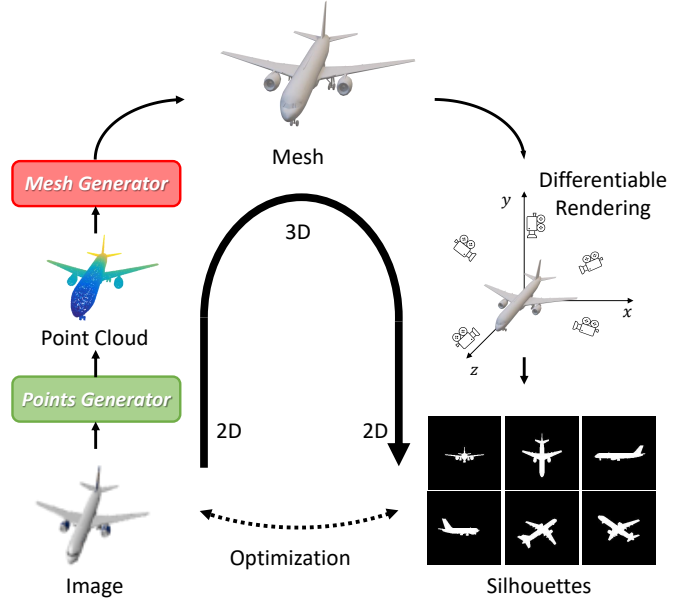 Mesh
Mesh Generator
Differentiable
Rendering
y
3D
Point Cloud
x
z
Points Generator
2D
2D
Optimization
Image
Silhouettes